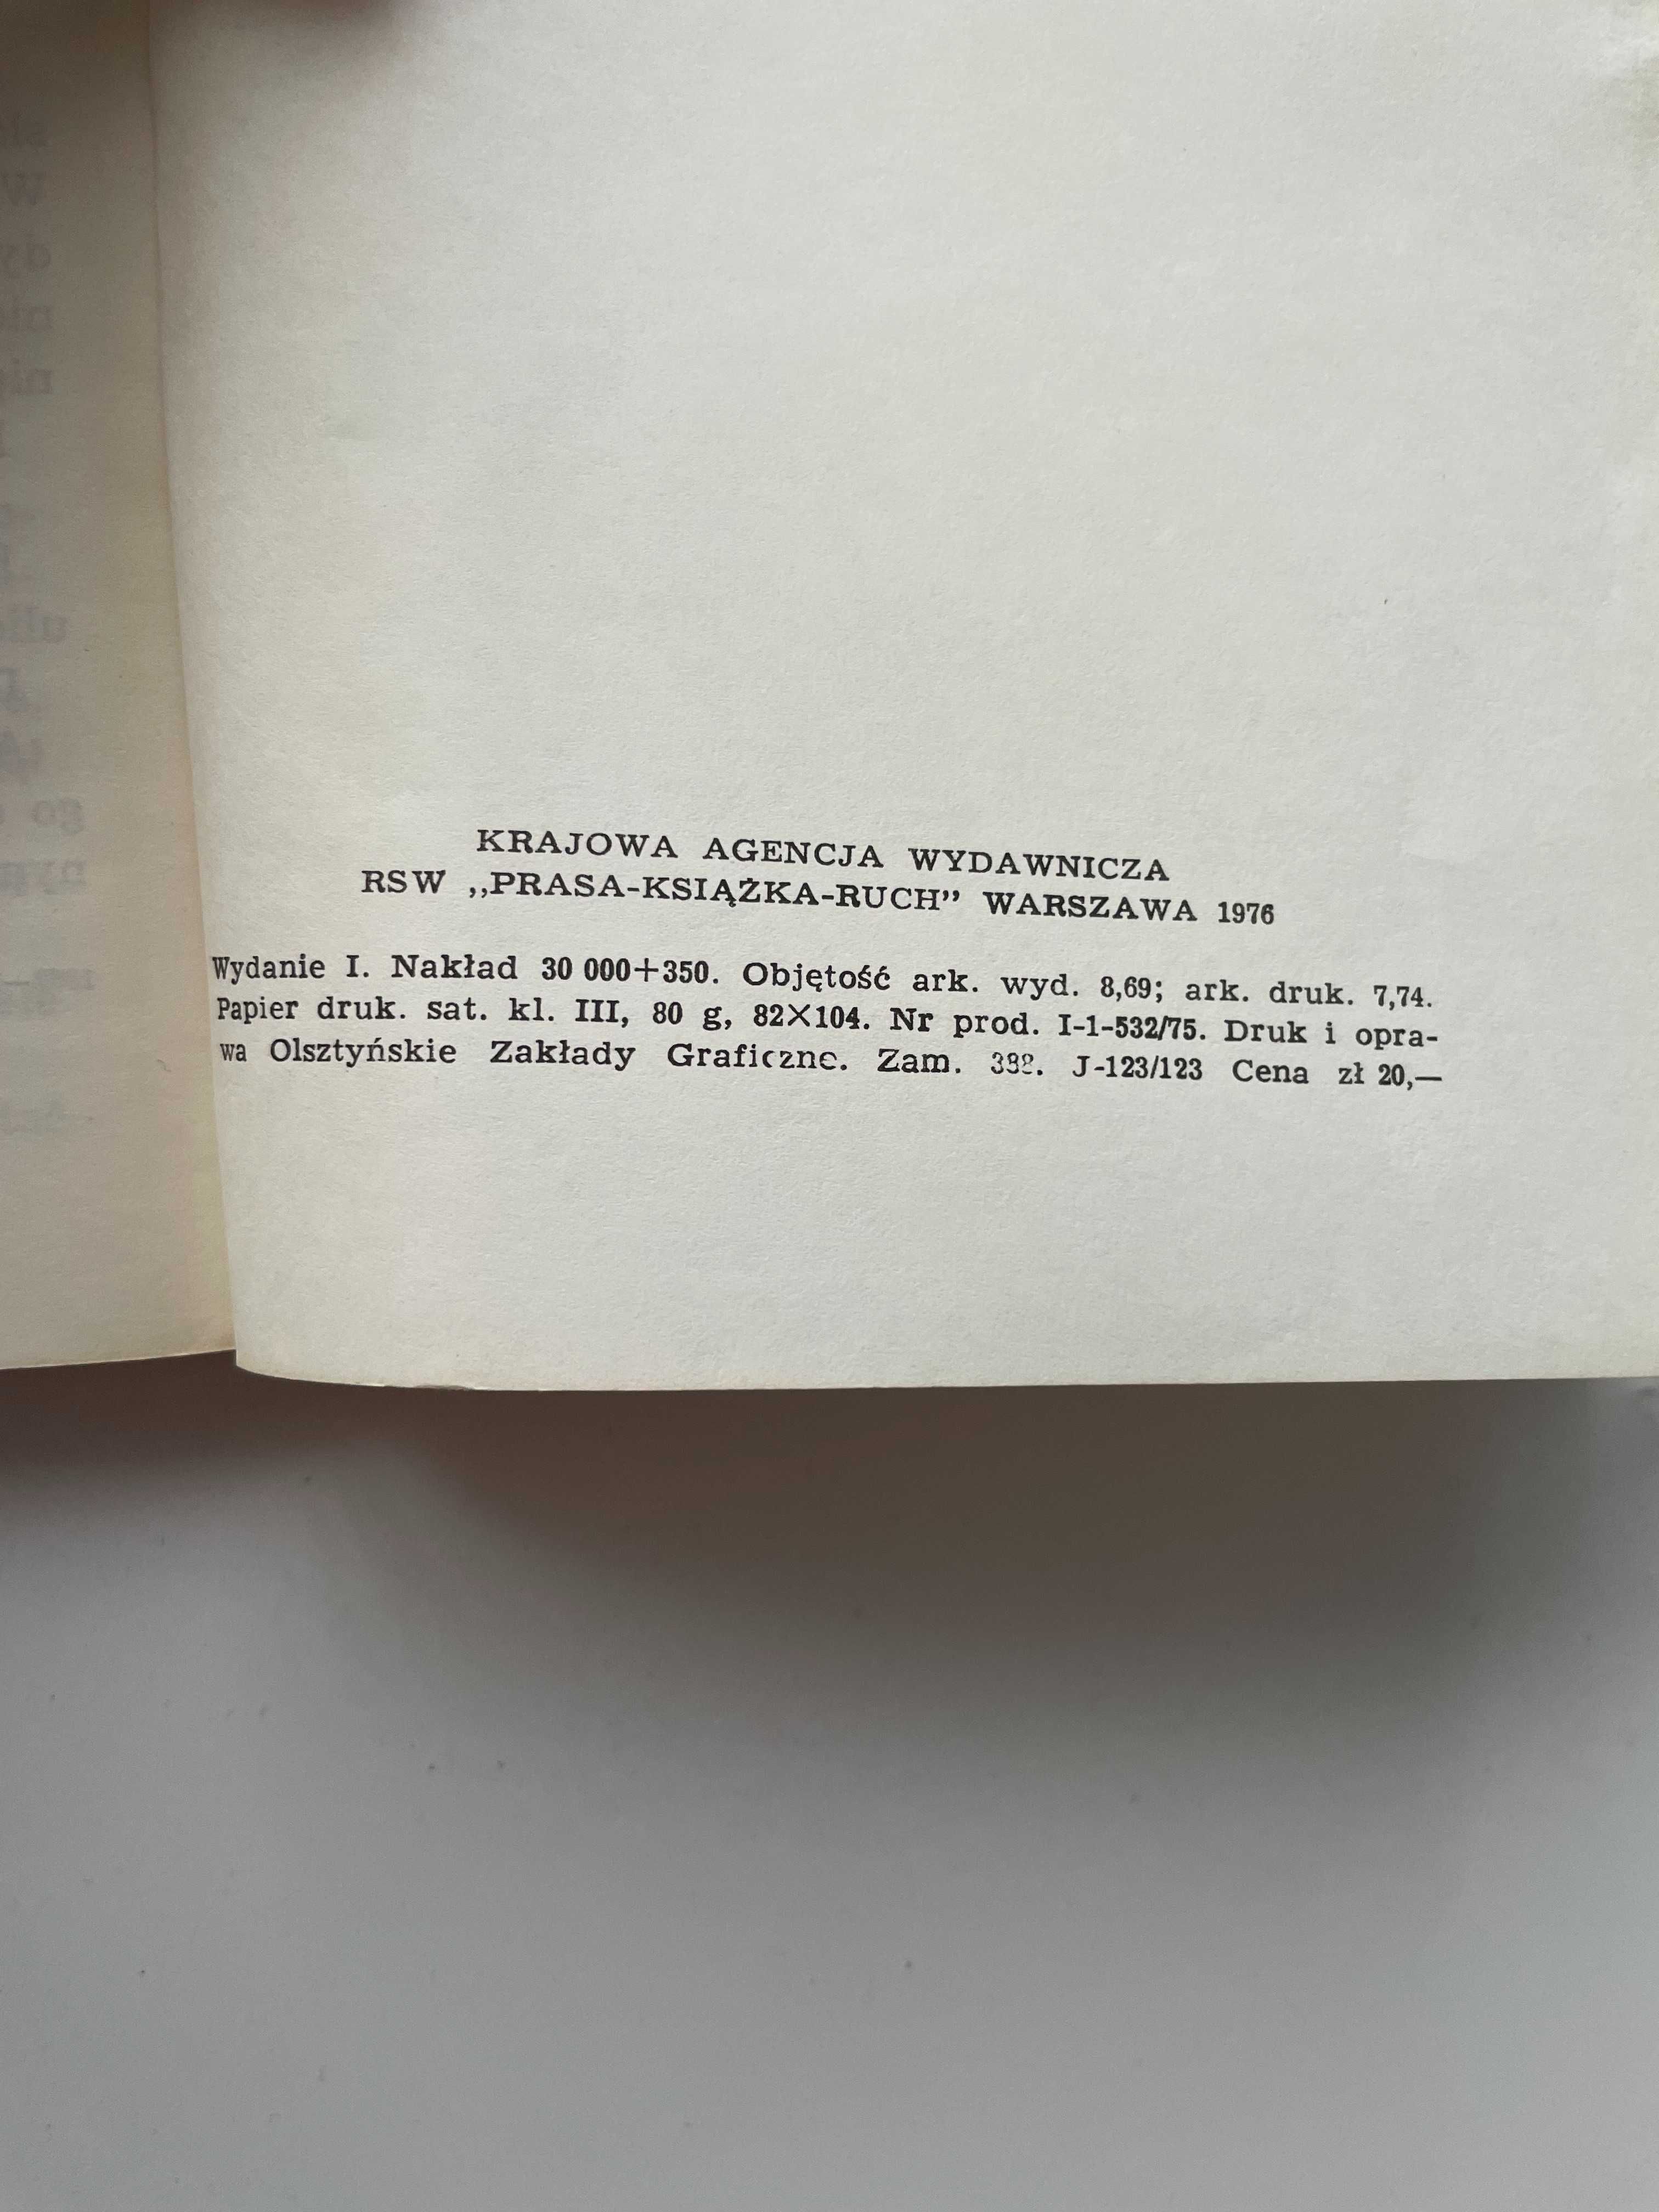 KRAJOWA AGENCJA WYDAWNICZA
RSW „PRASA-KSIĄŻKA-RUCH” WARSZAWA 1976
Wydanie I. Nakład 30 000+350. Objętość ark. wyd. 8,69; ark. druk. 7,74.
Papier druk. sat. kl. III, 80 g, 82×104. Nr prod. I-1-532/75. Druk i opra-
wa Olsztyńskie Zakłady Graficzne. Zam. J-123/123 Cena zł 20,—